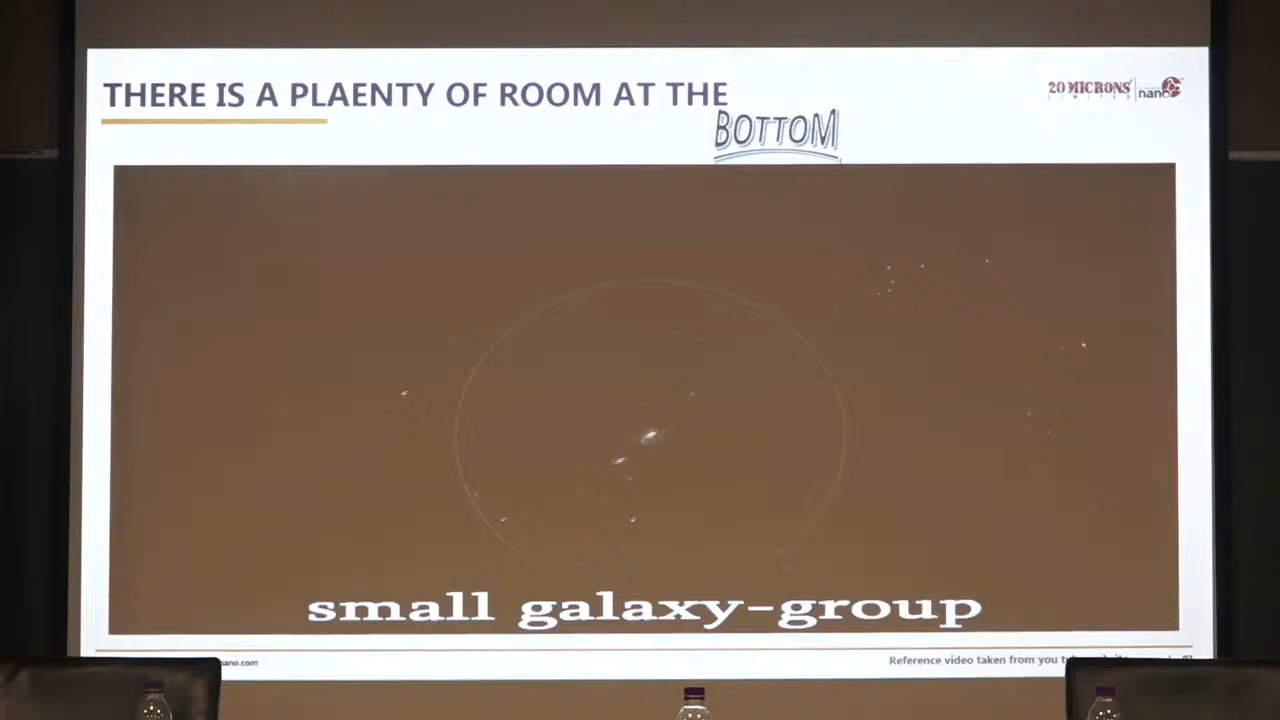 THERE IS A PLAENTY OF ROOM AT THE
BOTTOM
20 MICRONS
LIMITED
nano
small galaxy-group
nano.com
Reference video taken from you